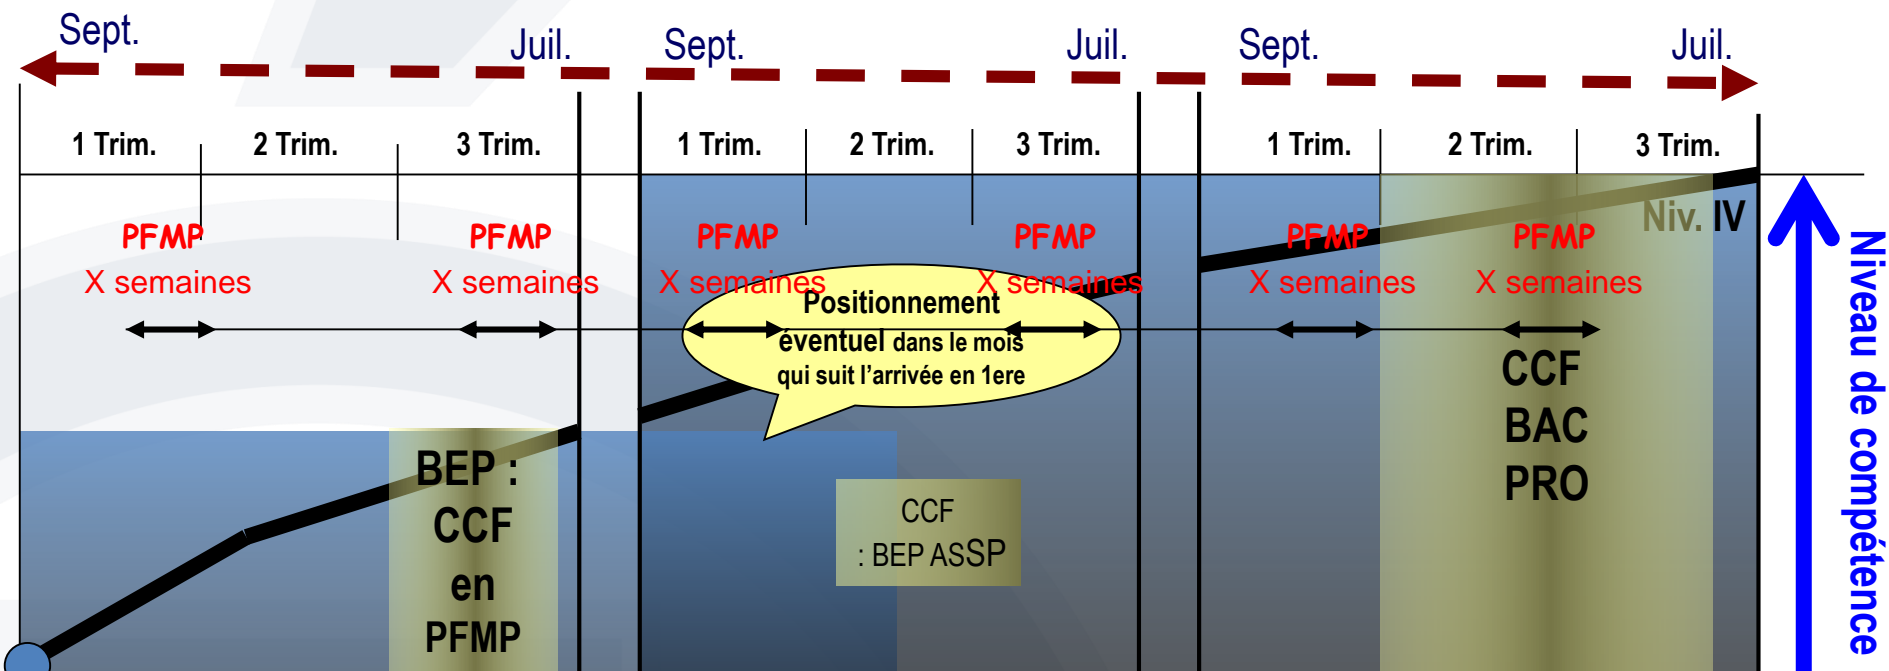 Sept.
Juil.
Sept.
Juil.
Sept.
Juil.
1 Trim.
2 Trim.
3 Trim.
1 Trim.
2 Trim.
3 Trim.
1 Trim.
2 Trim.
3 Trim.
PFMP
X semaines
PFMP
X semaines
PFMP
X semaines
PFMP
X semaines
PFMP
X semaines
PFMP
X semaines
Niv. IV
Positionnement
éventuel dans le mois
qui suit l'arrivée en 1ere
BEP :
CCF
en
PFMP
CCF
: BEP ASSP
CCF
BAC
PRO
Niveau de compétence